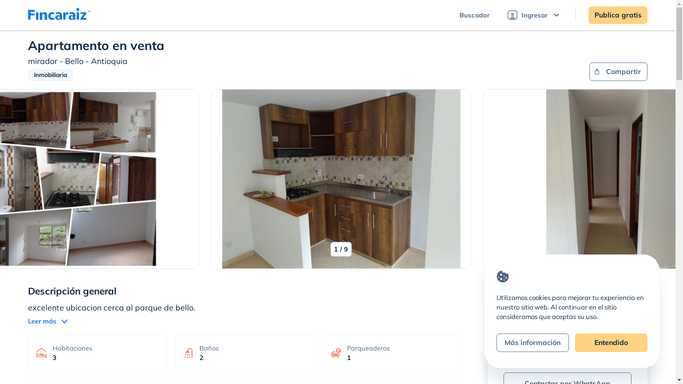 Fincaraiz
Buscador
Ingresar
Publica gratis
Apartamento en venta
mirador - Bello - Antioquia
Inmobiliaria
Compartir
1 / 9
Descripción general
excelente ubicacion cerca al parque de bello.
Leer más
Habitaciones
3
Baños
2
Parqueaderos
1
Utilizamos cookies para mejorar tu experiencia en
nuestro sitio web. Al continuar en el sitio
consideramos que aceptas su uso.
Más información
Entendido
Contactar por WhatsApp